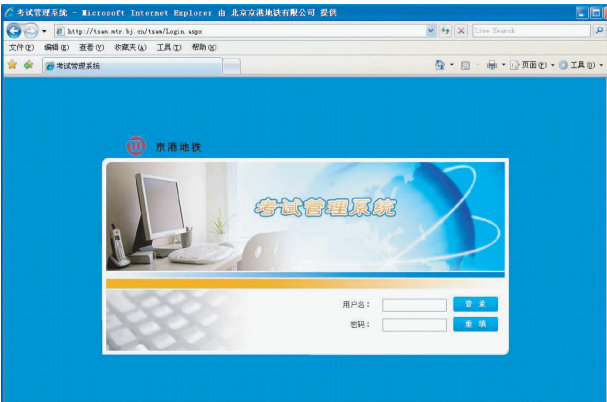 考试管理系统 - Microsoft Internet Explorer 由 北京京港地铁有限公司 提供
http://tsem.mtr.bj.cn/tsem/Login.aspx
Live Search
文件(F) 编辑(E) 查看(V) 收藏夹(A) 工具(T) 帮助(H)
考试管理系统
页面(P) 工具(O)
京港地铁
考试管理系统
用户名：
登 录
密码：
重 填